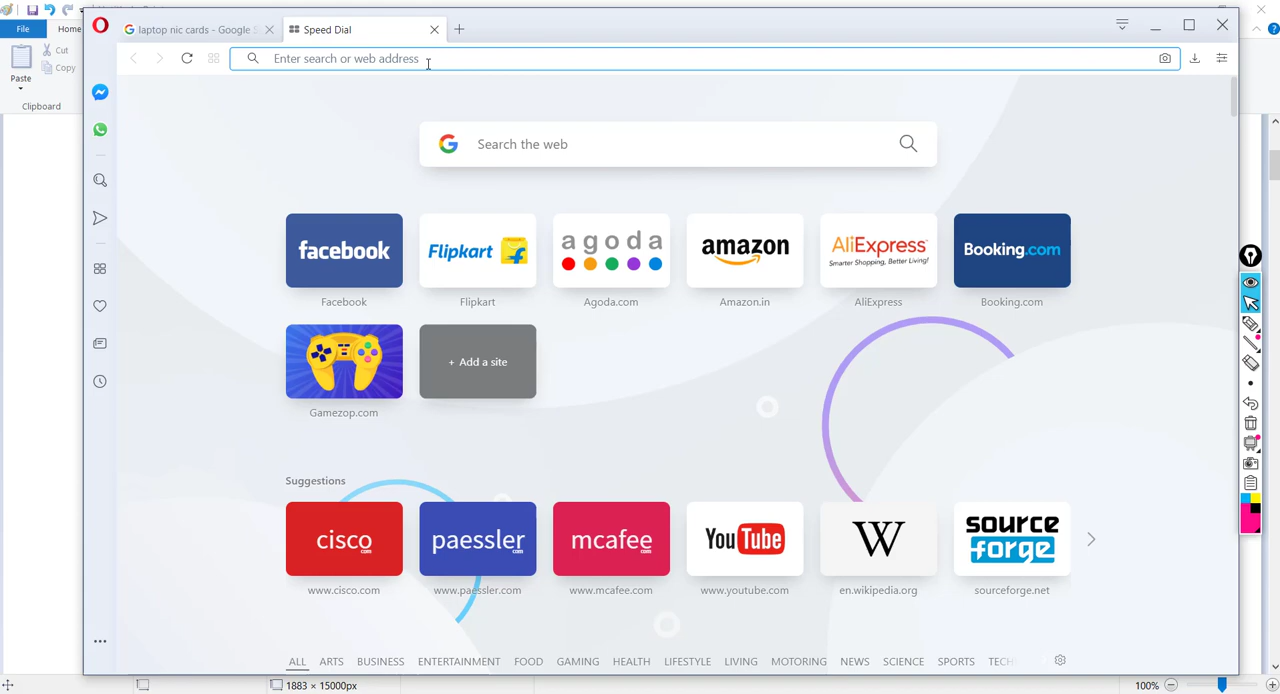 File
Home
Cut
Copy
Paste
Clipboard
laptop nic cards - Google S
Speed Dial
Enter search or web address
Search the web
facebook
Flipkart
agoda
amazon
AliExpress
Smarter Shopping, Better Living!
Booking.com
Facebook
Flipkart
Agoda.com
Amazon.in
AliExpress
Booking.com
+ Add a site
Gamezop.com
Suggestions
cisco.com
paessler.com
mcafee.com
YouTube
W
source
forge
www.cisco.com
www.paessler.com
www.mcafee.com
www.youtube.com
en.wikipedia.org
sourceforge.net
ALL ARTS BUSINESS ENTERTAINMENT FOOD GAMING HEALTH LIFESTYLE LIVING MOTORING NEWS SCIENCE SPORTS TECH
1883 × 15000px
100%